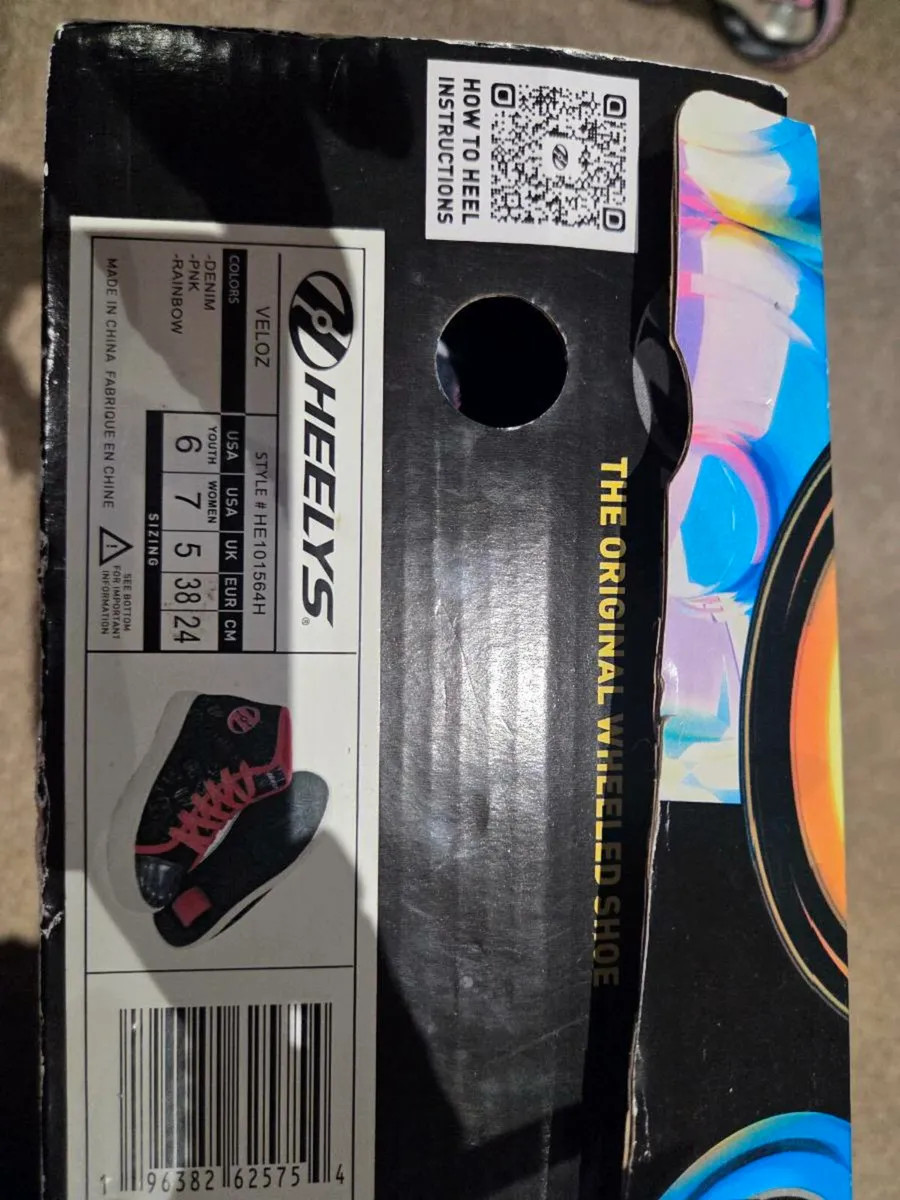 HOW TO HEEL
INSTRUCTIONS
THE ORIGINAL WHEELED SHOE
HEELYS®
VELOZ
STYLE # HE101564H
COLORS
-DENIM
-PNK
-RAINBOW
USA USA UK EUR CM
YOUTH WOMEN
6 7 5 38 24
SIZING
MADE IN CHINA FABRIQUE EN CHINE
SEE BOTTOM
FOR IMPORTANT
INFORMATION
1 96382 62575 4